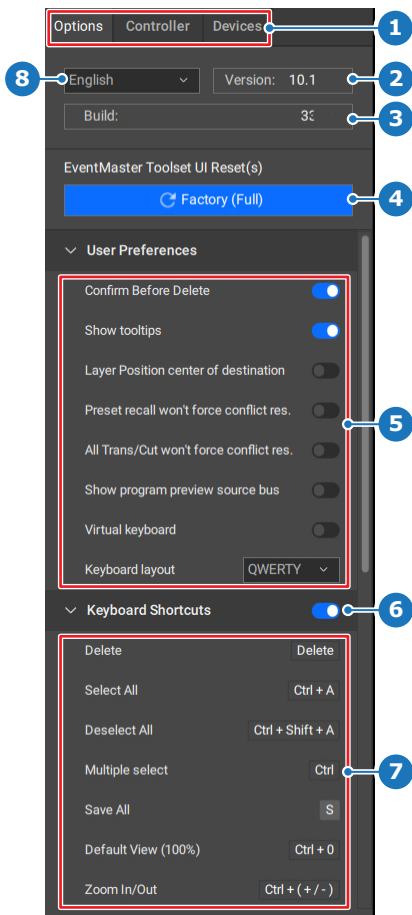 Options Controller Devices 1
8 English Version: 10.1 2
Build: 3
EventMaster Toolset UI Reset(s)
Factory (Full) 4
User Preferences
Confirm Before Delete
Show tooltips
Layer Position center of destination
Preset recall won't force conflict res.
5
All Trans/Cut won't force conflict res.
Show program preview source bus
Virtual keyboard
Keyboard layout QWERTY
Keyboard Shortcuts 6
Delete Delete
Select All Ctrl + A
Deselect All Ctrl + Shift + A
Multiple select Ctrl 7
Save All S
Default View (100%) Ctrl + 0
Zoom In/Out Ctrl + ( + / - )